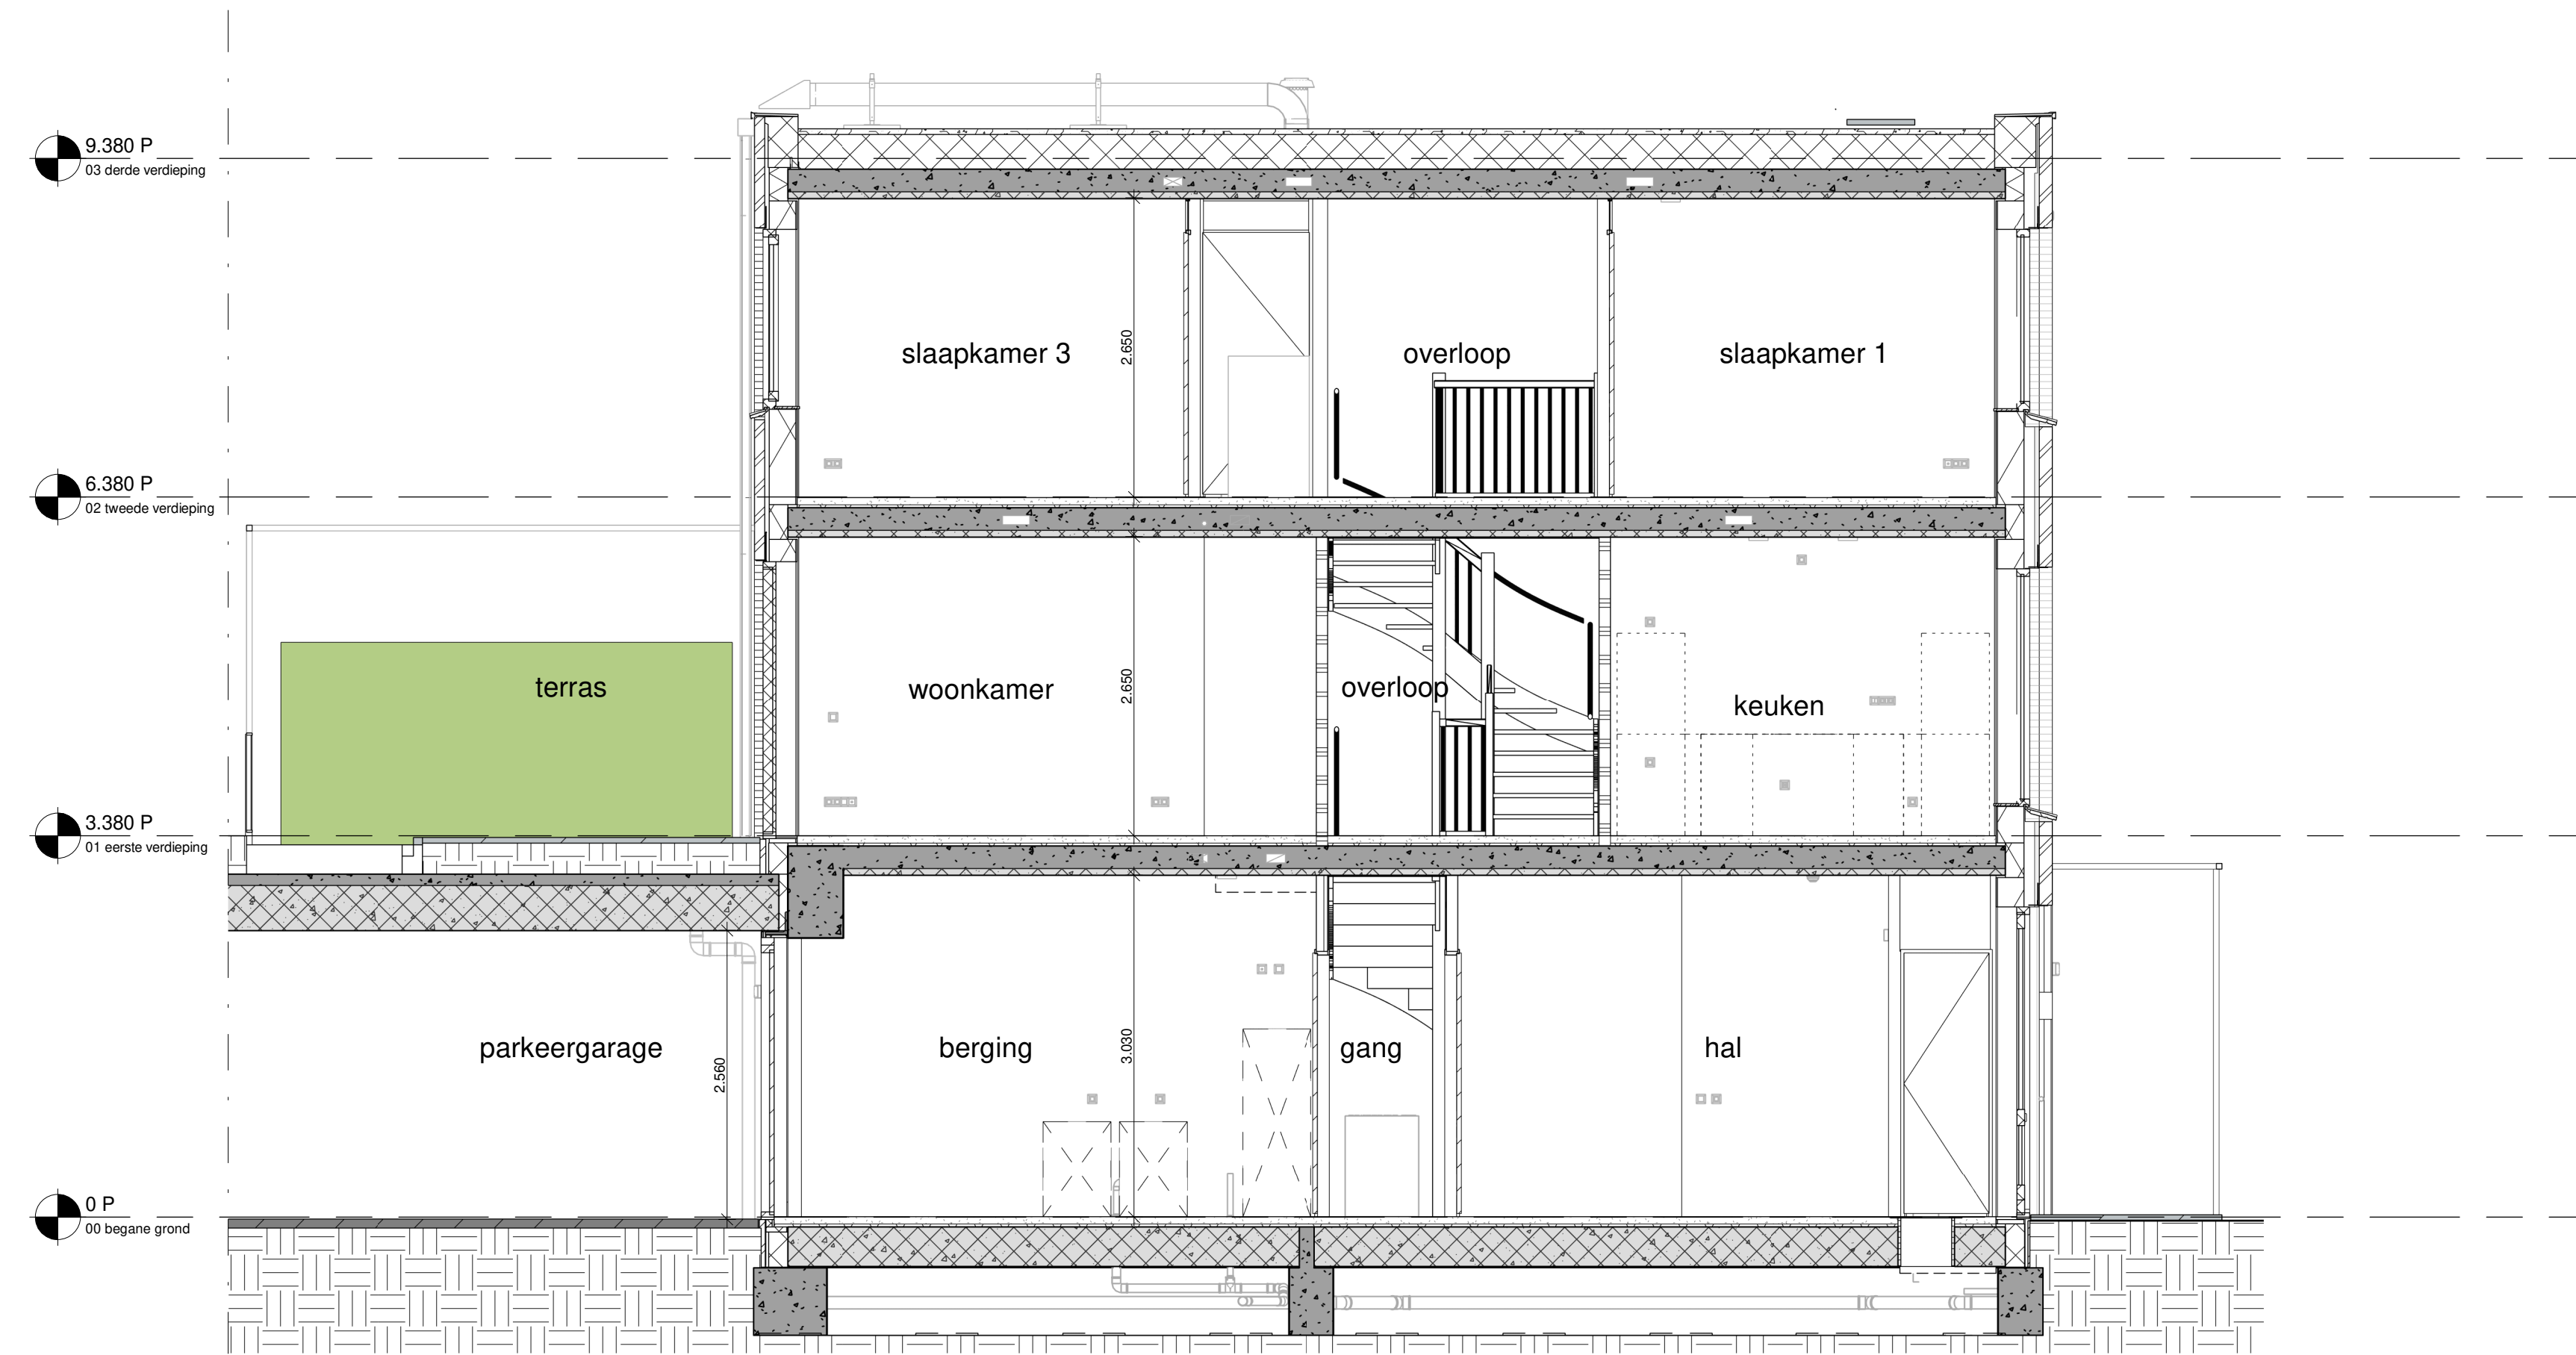 9.380 P
03 derde verdieping
slaapkamer 3
2.650
overloop
slaapkamer 1
6.380 P
02 tweede verdieping
terras
woonkamer
2.650
overloop
keuken
3.380 P
01 eerste verdieping
parkeergarage
2.560
berging
3.030
gang
hal
0 P
00 begane grond